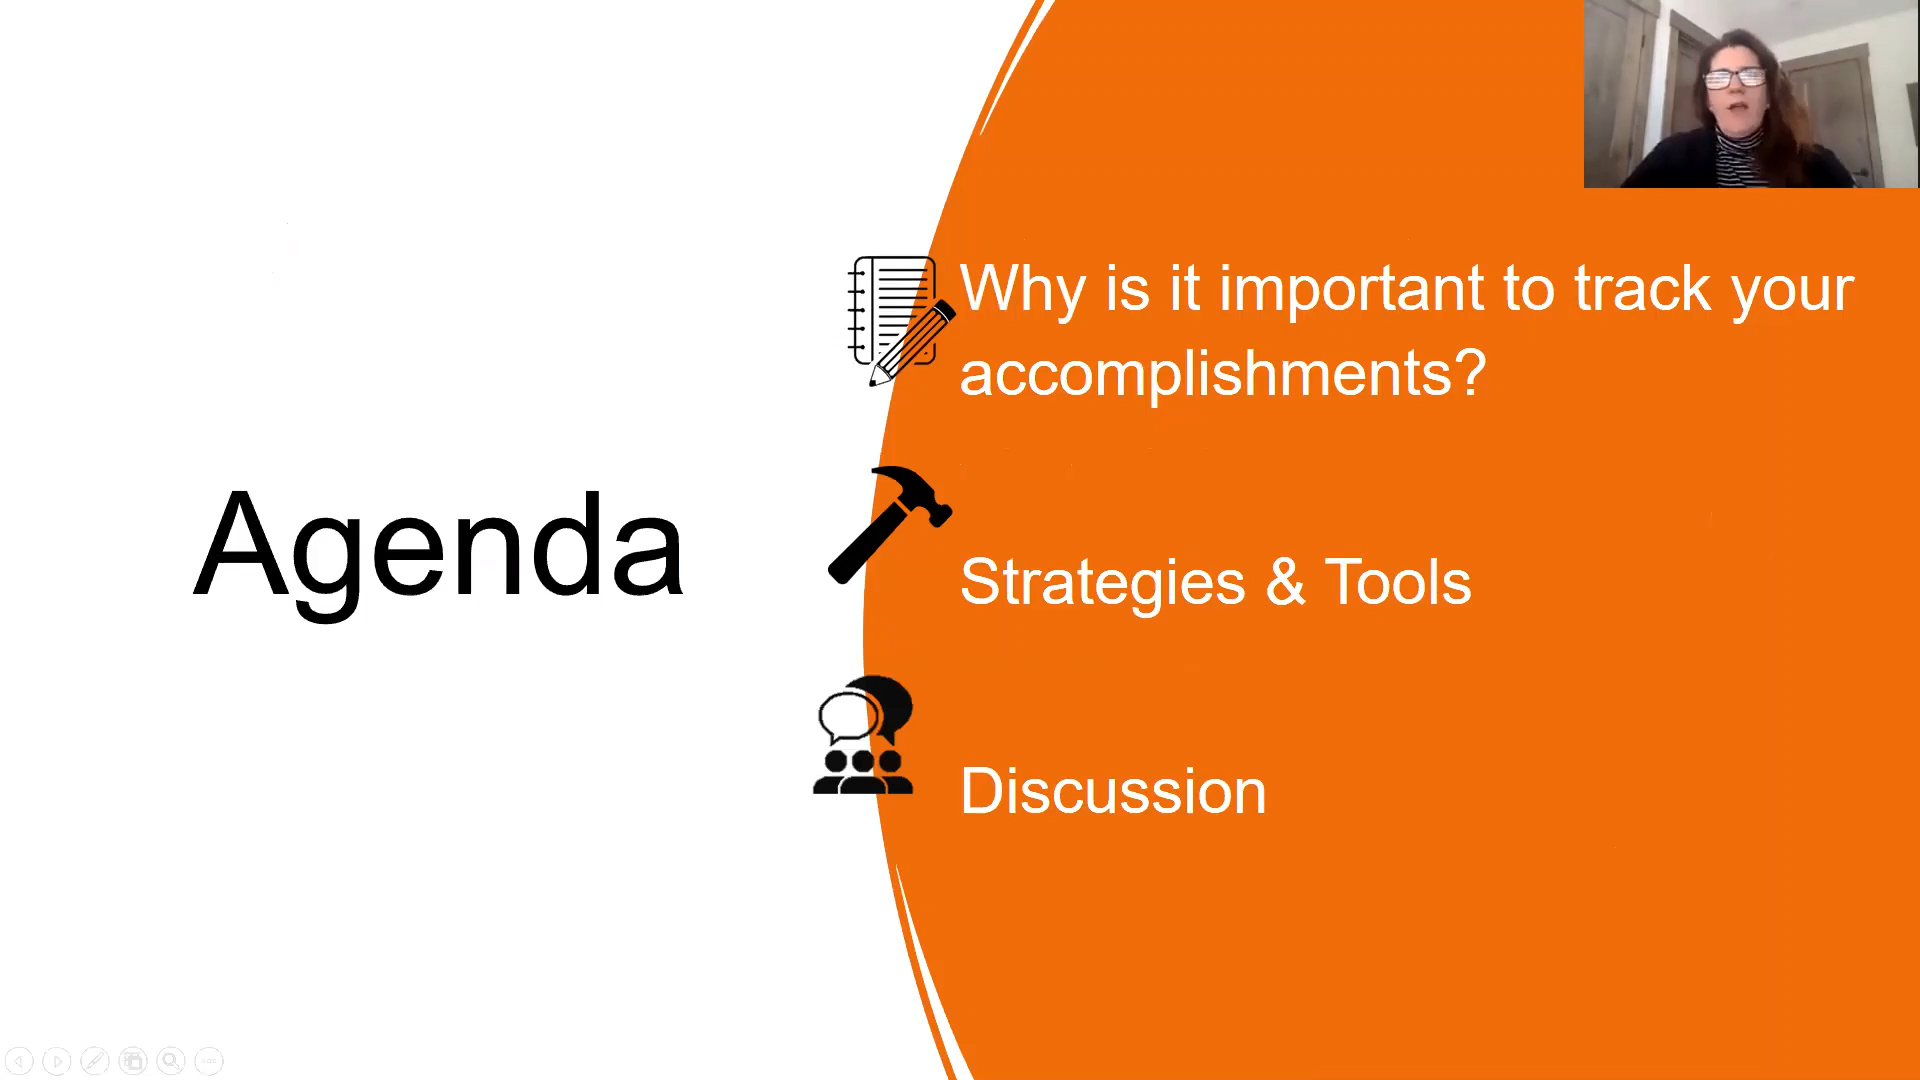 Agenda
Why is it important to track your
accomplishments?
Strategies & Tools
Discussion